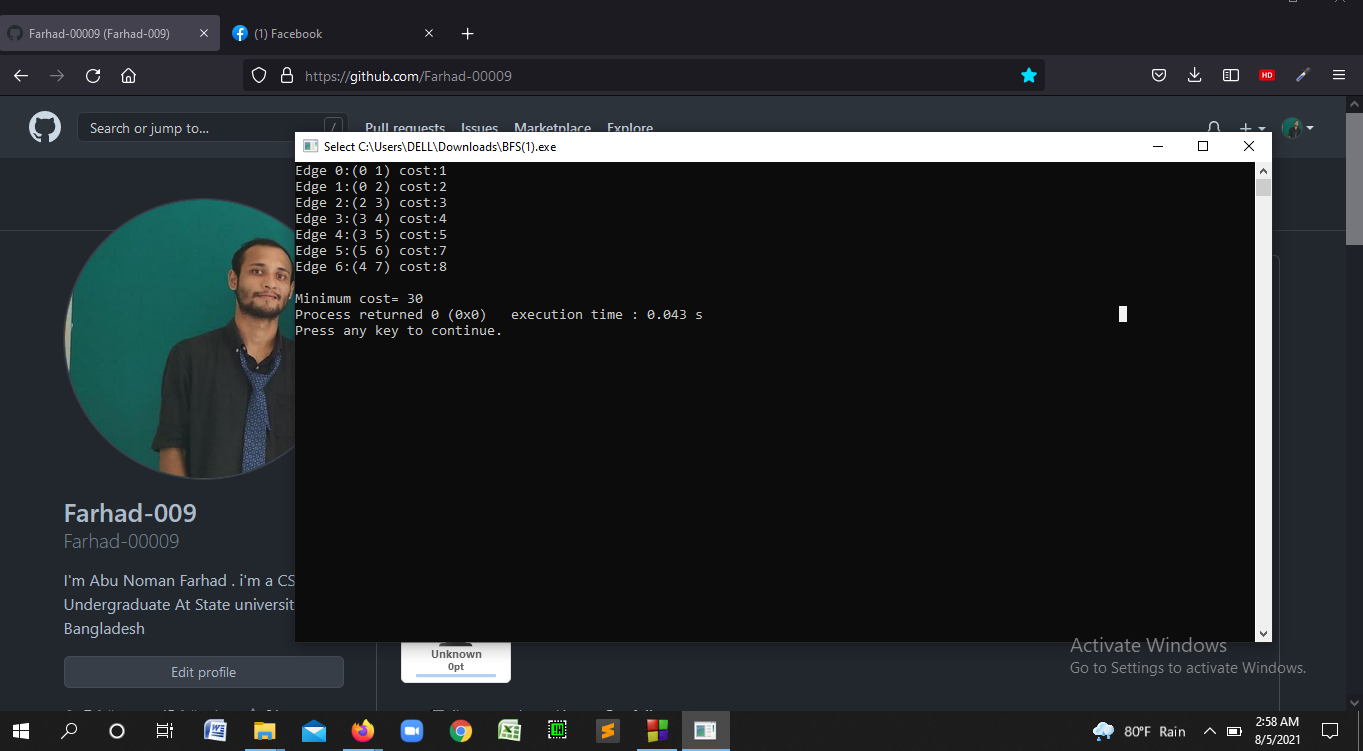 Farhad-00009 (Farhad-009)
(1) Facebook
https://github.com/Farhad-00009
HD
Search or jump to...
/
Pull requests Issues Marketplace Explore
Select C:\Users\DELL\Downloads\BFS(1).exe
Edge 0:(0 1) cost:1
Edge 1:(0 2) cost:2
Edge 2:(2 3) cost:3
Edge 3:(3 4) cost:4
Edge 4:(3 5) cost:5
Edge 5:(5 6) cost:7
Edge 6:(4 7) cost:8
Minimum cost= 30
Process returned 0 (0x0)   execution time : 0.043 s
Press any key to continue.
Farhad-009
Farhad-00009
I'm Abu Noman Farhad . i'm a CS
Undergraduate At State universit
Bangladesh
Edit profile
Unknown
0pt
Activate Windows
Go to Settings to activate Windows.
80°F Rain
2:58 AM
8/5/2021